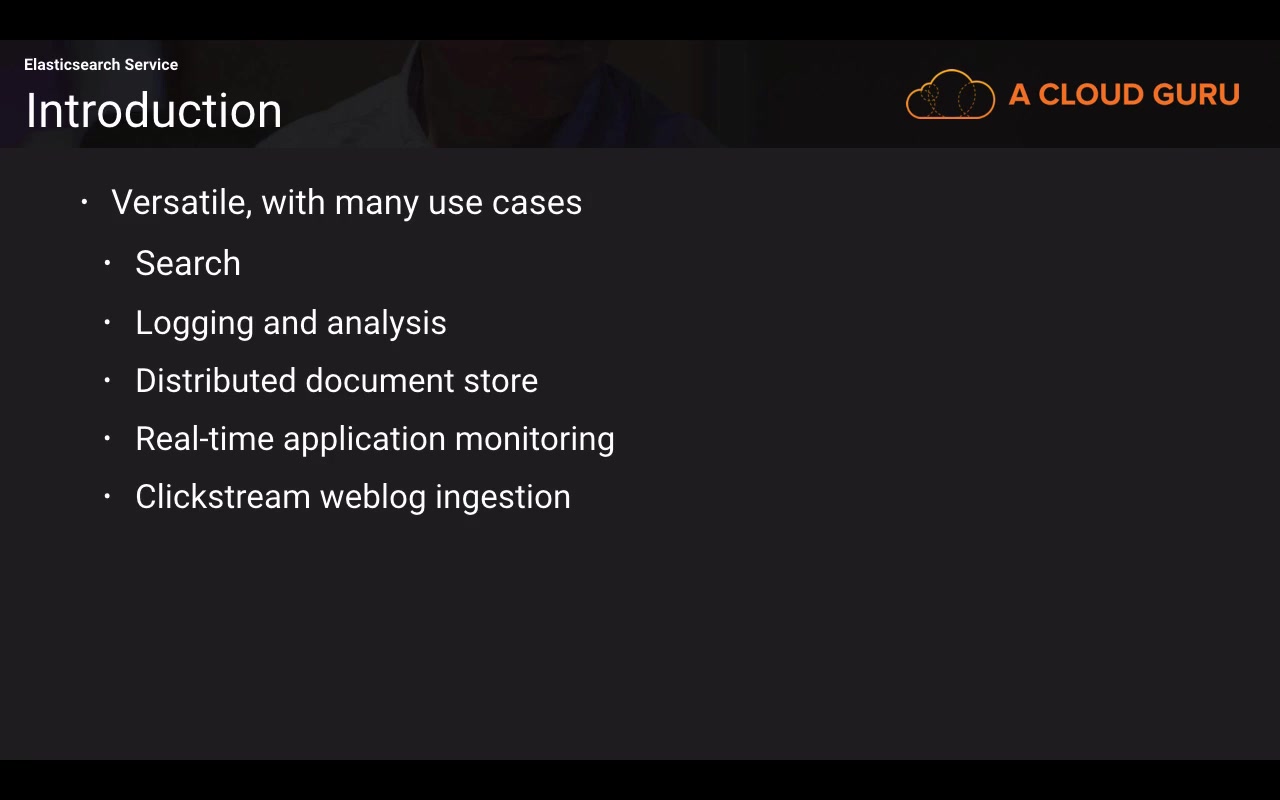 Elasticsearch Service
Introduction
A CLOUD GURU
· Versatile, with many use cases
· Search
· Logging and analysis
· Distributed document store
· Real-time application monitoring
· Clickstream weblog ingestion